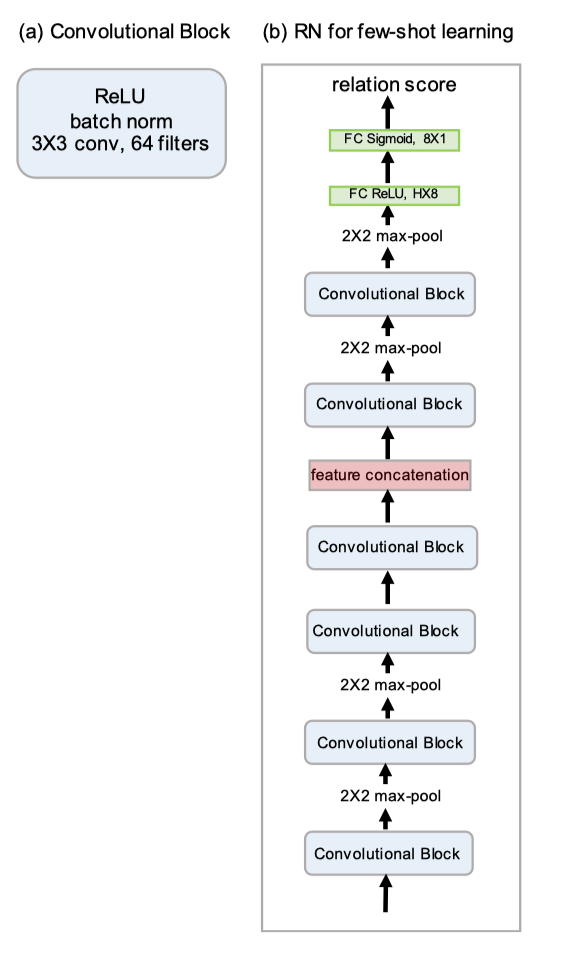 (a) Convolutional Block
(b) RN for few-shot learning
ReLU
batch norm
3X3 conv, 64 filters
relation score
FC Sigmoid, 8X1
FC ReLU, HX8
2X2 max-pool
Convolutional Block
2X2 max-pool
Convolutional Block
feature concatenation
Convolutional Block
Convolutional Block
2X2 max-pool
Convolutional Block
2X2 max-pool
Convolutional Block